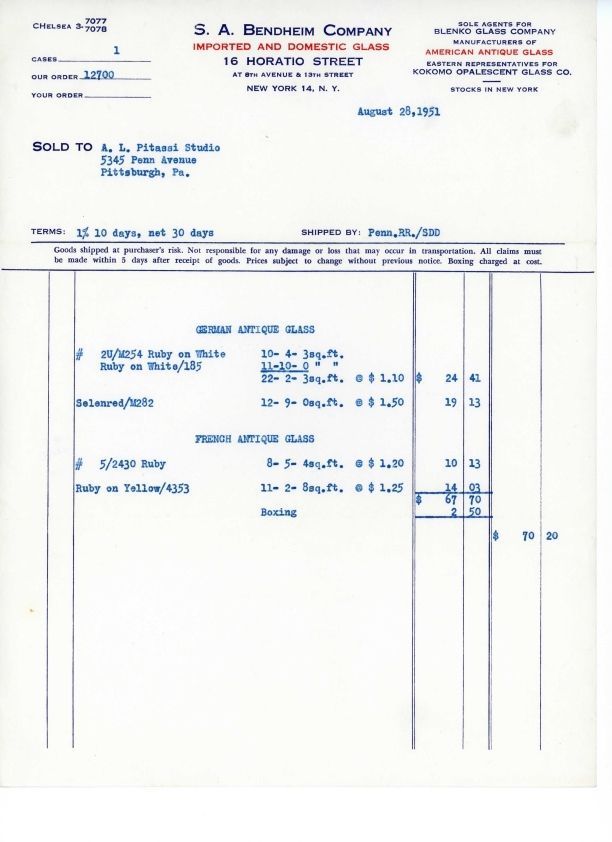 CHELSEA 3-7077
7078
CASES 1
OUR ORDER 12700
YOUR ORDER
S. A. BENDHEIM COMPANY
IMPORTED AND DOMESTIC GLASS
16 HORATIO STREET
AT 8TH AVENUE & 13TH STREET
NEW YORK 14, N. Y.
SOLE AGENTS FOR
BLENKO GLASS COMPANY
MANUFACTURERS OF
AMERICAN ANTIQUE GLASS
EASTERN REPRESENTATIVES FOR
KOKOMO OPALESCENT GLASS CO.
STOCKS IN NEW YORK
August 28,1951
SOLD TO A. L. Pitassi Studio
5345 Penn Avenue
Pittsburgh, Pa.
TERMS: 1% 10 days, net 30 days SHIPPED BY: Penn.RR./SDD
Goods shipped at purchaser's risk. Not responsible for any damage or loss that may occur in transportation. All claims must
be made within 5 days after receipt of goods. Prices subject to change without previous notice. Boxing charged at cost.
GERMAN ANTIQUE GLASS
# 2U/M254 Ruby on White 10- 4- 3sq.ft.
Ruby on White/185 11-10- 0 " "
22- 2- 3sq.ft. @ $ 1.10 $ 24 41
Selenred/M282 12- 9- 0sq.ft. @ $ 1.50 19 13
FRENCH ANTIQUE GLASS
# 5/2430 Ruby 8- 5- 4sq.ft. @ $ 1.20 10 13
Ruby on Yellow/4353 11- 2- 8sq.ft. @ $ 1.25 14 03
$ 67 70
Boxing 2 50
$ 70 20